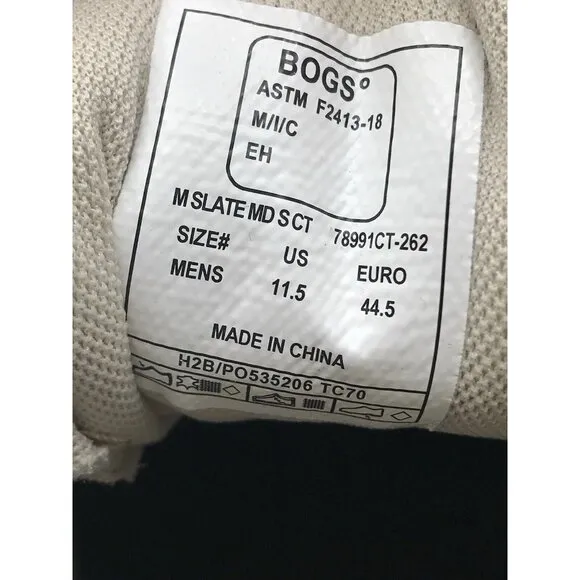 BOGS°
ASTM F2413-18
M/I/C
EH
M SLATE MD S CT 78991CT-262
SIZE# US EURO
MENS 11.5 44.5
MADE IN CHINA
H2B/PO535206 TC70